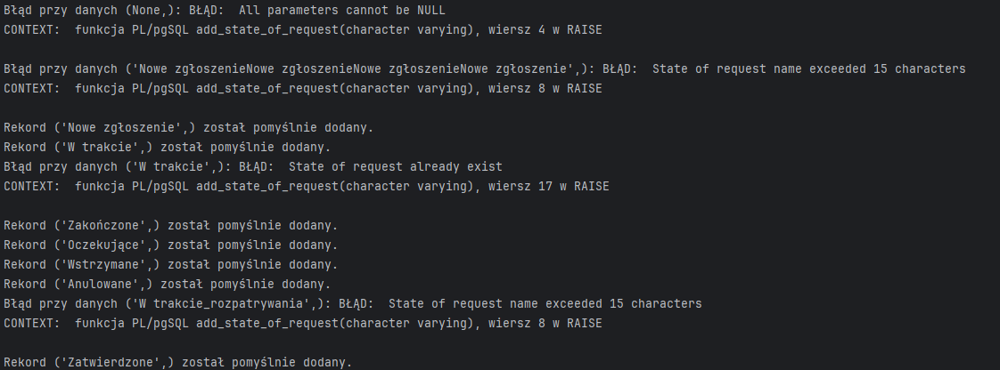 Błąd przy danych (None,): BŁĄD:  All parameters cannot be NULL
CONTEXT:  funkcja PL/pgSQL add_state_of_request(character varying), wiersz 4 w RAISE
Błąd przy danych ('Nowe zgłoszenieNowe zgłoszenieNowe zgłoszenieNowe zgłoszenie',): BŁĄD:  State of request name exceeded 15 characters
CONTEXT:  funkcja PL/pgSQL add_state_of_request(character varying), wiersz 8 w RAISE
Rekord ('Nowe zgłoszenie',) został pomyślnie dodany.
Rekord ('W trakcie',) został pomyślnie dodany.
Błąd przy danych ('W trakcie',): BŁĄD:  State of request already exist
CONTEXT:  funkcja PL/pgSQL add_state_of_request(character varying), wiersz 17 w RAISE
Rekord ('Zakończone',) został pomyślnie dodany.
Rekord ('Oczekujące',) został pomyślnie dodany.
Rekord ('Wstrzymane',) został pomyślnie dodany.
Rekord ('Anulowane',) został pomyślnie dodany.
Błąd przy danych ('W trakcie_rozpatrywania',): BŁĄD:  State of request name exceeded 15 characters
CONTEXT:  funkcja PL/pgSQL add_state_of_request(character varying), wiersz 8 w RAISE
Rekord ('Zatwierdzone',) został pomyślnie dodany.